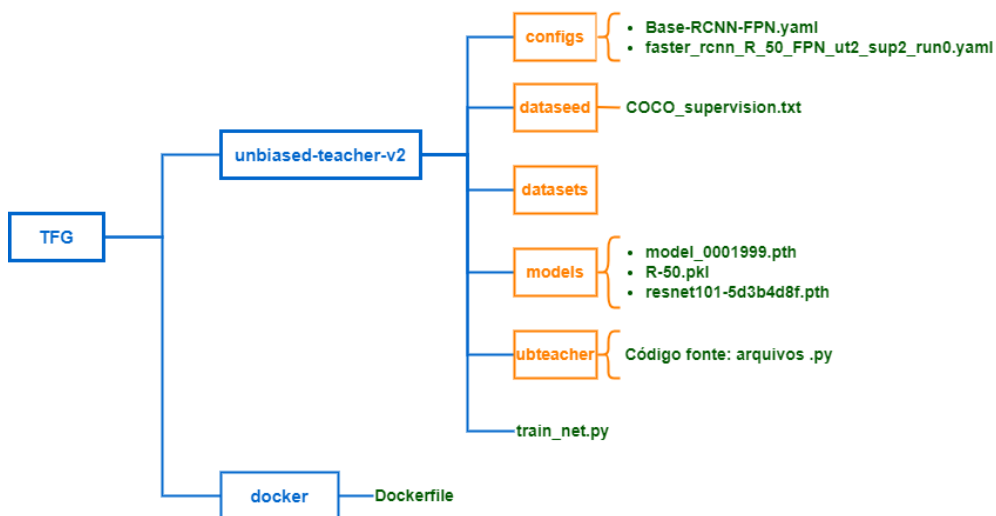 TFG
unbiased-teacher-v2
configs
Base-RCNN-FPN.yaml
faster_rcnn_R_50_FPN_ut2_sup2_run0.yaml
dataseed
COCO_supervision.txt
datasets
models
model_0001999.pth
R-50.pkl
resnet101-5d3b4d8f.pth
ubteacher
Código fonte: arquivos .py
train_net.py
docker
Dockerfile